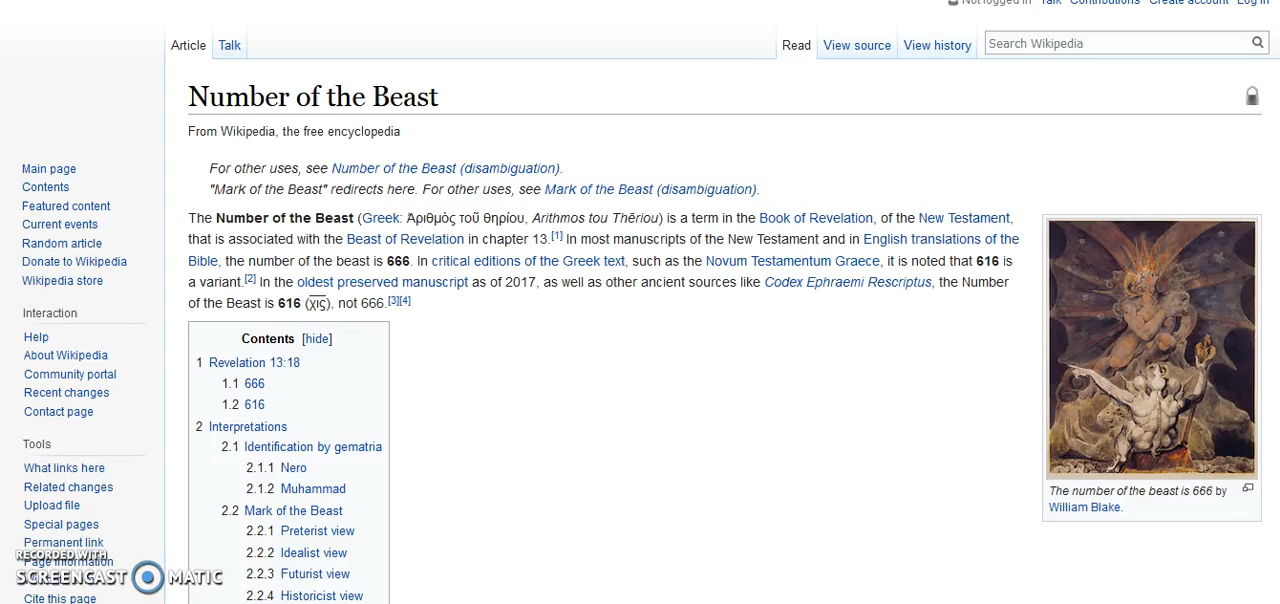 Not logged in Talk Contributions Create account Log in
Article Talk Read View source View history Search Wikipedia
Number of the Beast
From Wikipedia, the free encyclopedia
For other uses, see Number of the Beast (disambiguation).
"Mark of the Beast" redirects here. For other uses, see Mark of the Beast (disambiguation).
The Number of the Beast (Greek: Ἀριθμὸς τοῦ θηρίου, Arithmos tou Thēriou) is a term in the Book of Revelation, of the New Testament,
that is associated with the Beast of Revelation in chapter 13.[1] In most manuscripts of the New Testament and in English translations of the
Bible, the number of the beast is 666. In critical editions of the Greek text, such as the Novum Testamentum Graece, it is noted that 616 is
a variant.[2] In the oldest preserved manuscript as of 2017, as well as other ancient sources like Codex Ephraemi Rescriptus, the Number
of the Beast is 616 (χις), not 666.[3][4]
Contents [hide]
1 Revelation 13:18
1.1 666
1.2 616
2 Interpretations
2.1 Identification by gematria
2.1.1 Nero
2.1.2 Muhammad
2.2 Mark of the Beast
2.2.1 Preterist view
2.2.2 Idealist view
2.2.3 Futurist view
2.2.4 Historicist view
The number of the beast is 666 by
William Blake.
Main page
Contents
Featured content
Current events
Random article
Donate to Wikipedia
Wikipedia store
Interaction
Help
About Wikipedia
Community portal
Recent changes
Contact page
Tools
What links here
Related changes
Upload file
Special pages
Permanent link
Page information
Cite this page
RECORDED WITH
SCREENCAST MATIC